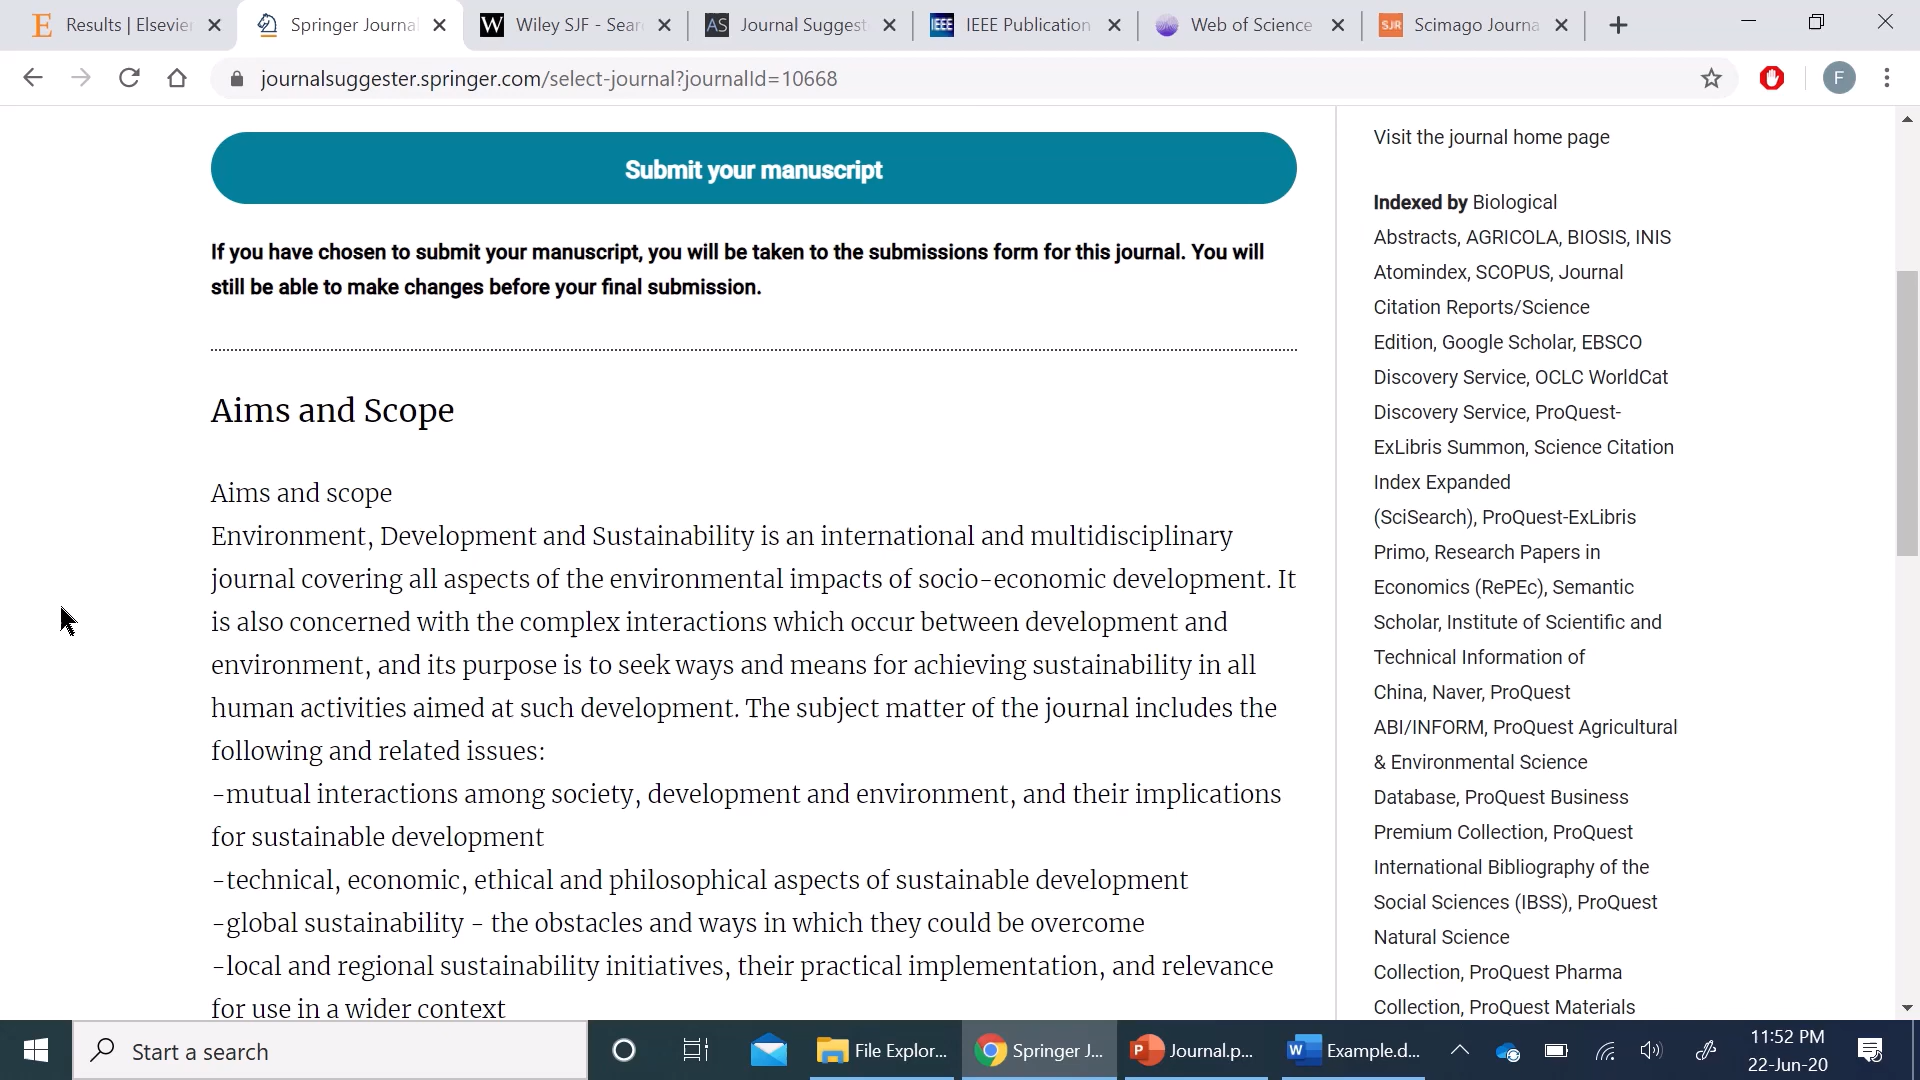 Results | Elsevier
Springer Journal
Wiley SJF - Sear
Journal Suggest
IEEE Publication
Web of Science
Scimago Journa
journalsuggester.springer.com/select-journal?journalId=10668
F
Submit your manuscript
If you have chosen to submit your manuscript, you will be taken to the submissions form for this journal. You will
still be able to make changes before your final submission.
Aims and Scope
Aims and scope
Environment, Development and Sustainability is an international and multidisciplinary
journal covering all aspects of the environmental impacts of socio-economic development. It
is also concerned with the complex interactions which occur between development and
environment, and its purpose is to seek ways and means for achieving sustainability in all
human activities aimed at such development. The subject matter of the journal includes the
following and related issues:
-mutual interactions among society, development and environment, and their implications
for sustainable development
-technical, economic, ethical and philosophical aspects of sustainable development
-global sustainability - the obstacles and ways in which they could be overcome
-local and regional sustainability initiatives, their practical implementation, and relevance
for use in a wider context
Visit the journal home page
Indexed by Biological
Abstracts, AGRICOLA, BIOSIS, INIS
Atomindex, SCOPUS, Journal
Citation Reports/Science
Edition, Google Scholar, EBSCO
Discovery Service, OCLC WorldCat
Discovery Service, ProQuest-
ExLibris Summon, Science Citation
Index Expanded
(SciSearch), ProQuest-ExLibris
Primo, Research Papers in
Economics (RePEc), Semantic
Scholar, Institute of Scientific and
Technical Information of
China, Naver, ProQuest
ABI/INFORM, ProQuest Agricultural
& Environmental Science
Database, ProQuest Business
Premium Collection, ProQuest
International Bibliography of the
Social Sciences (IBSS), ProQuest
Natural Science
Collection, ProQuest Pharma
Collection, ProQuest Materials
Start a search
File Explor...
Springer J...
Journal.p...
Example.d...
11:52 PM
22-Jun-20